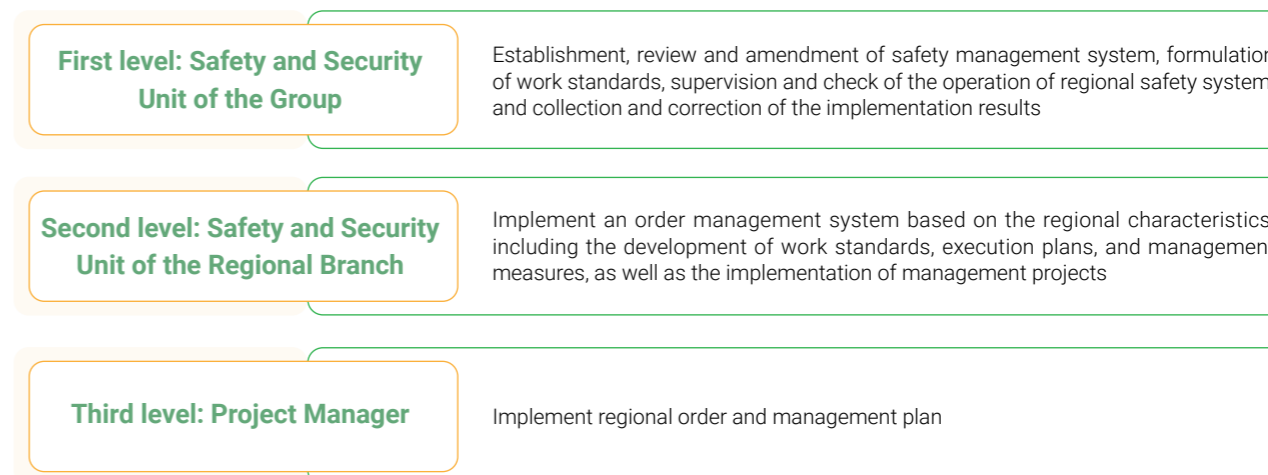 First level: Safety and Security
Unit of the Group
Establishment, review and amendment of safety management system, formulation
of work standards, supervision and check of the operation of regional safety system
and collection and correction of the implementation results
Second level: Safety and Security
Unit of the Regional Branch
Implement an order management system based on the regional characteristics
including the development of work standards, execution plans, and managemen
measures, as well as the implementation of management projects
Third level: Project Manager
Implement regional order and management plan